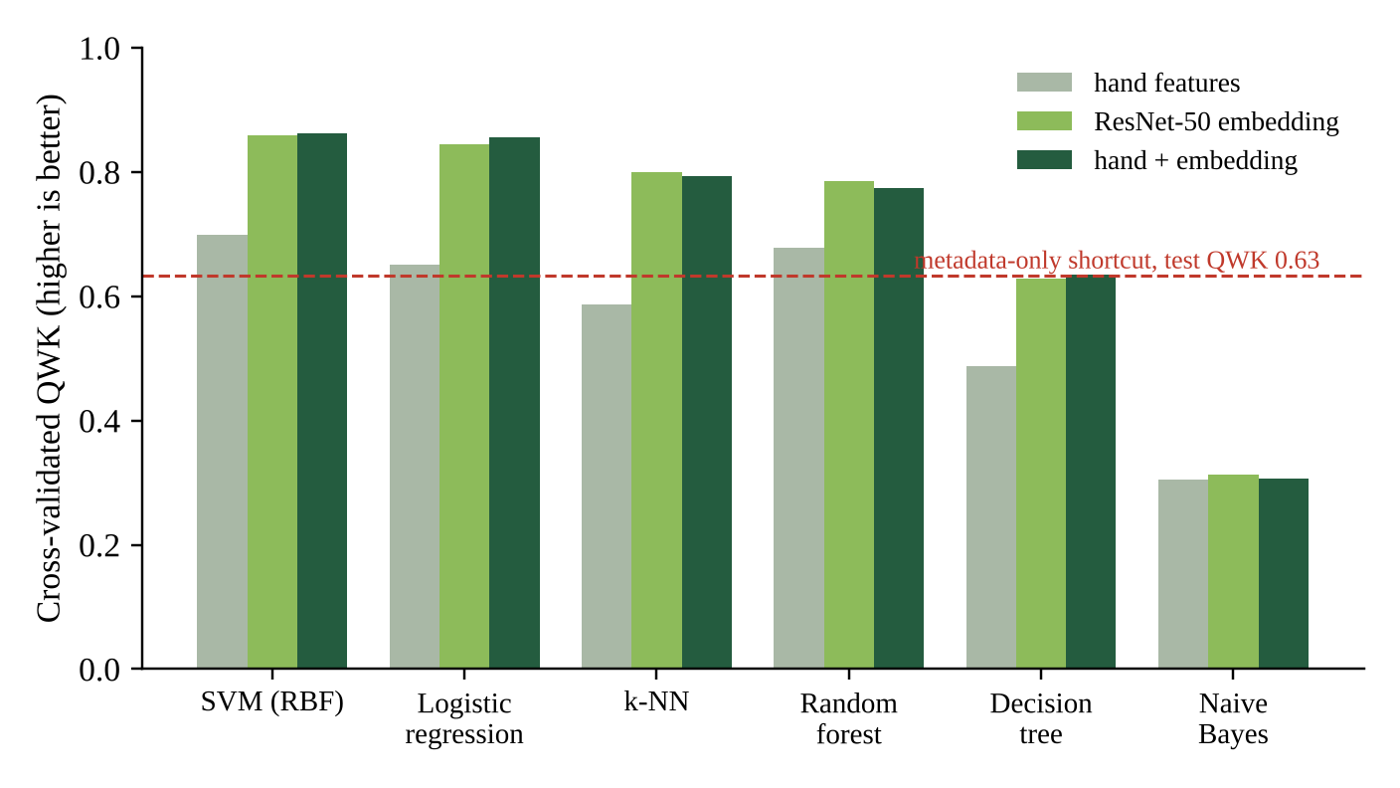 Cross-validated QWK (higher is better)
1.0
0.8
0.6
0.4
0.2
0.0
hand features
ResNet-50 embedding
hand + embedding
metadata-only shortcut, test QWK 0.63
SVM (RBF)
Logistic
regression
k-NN
Random
forest
Decision
tree
Naive
Bayes